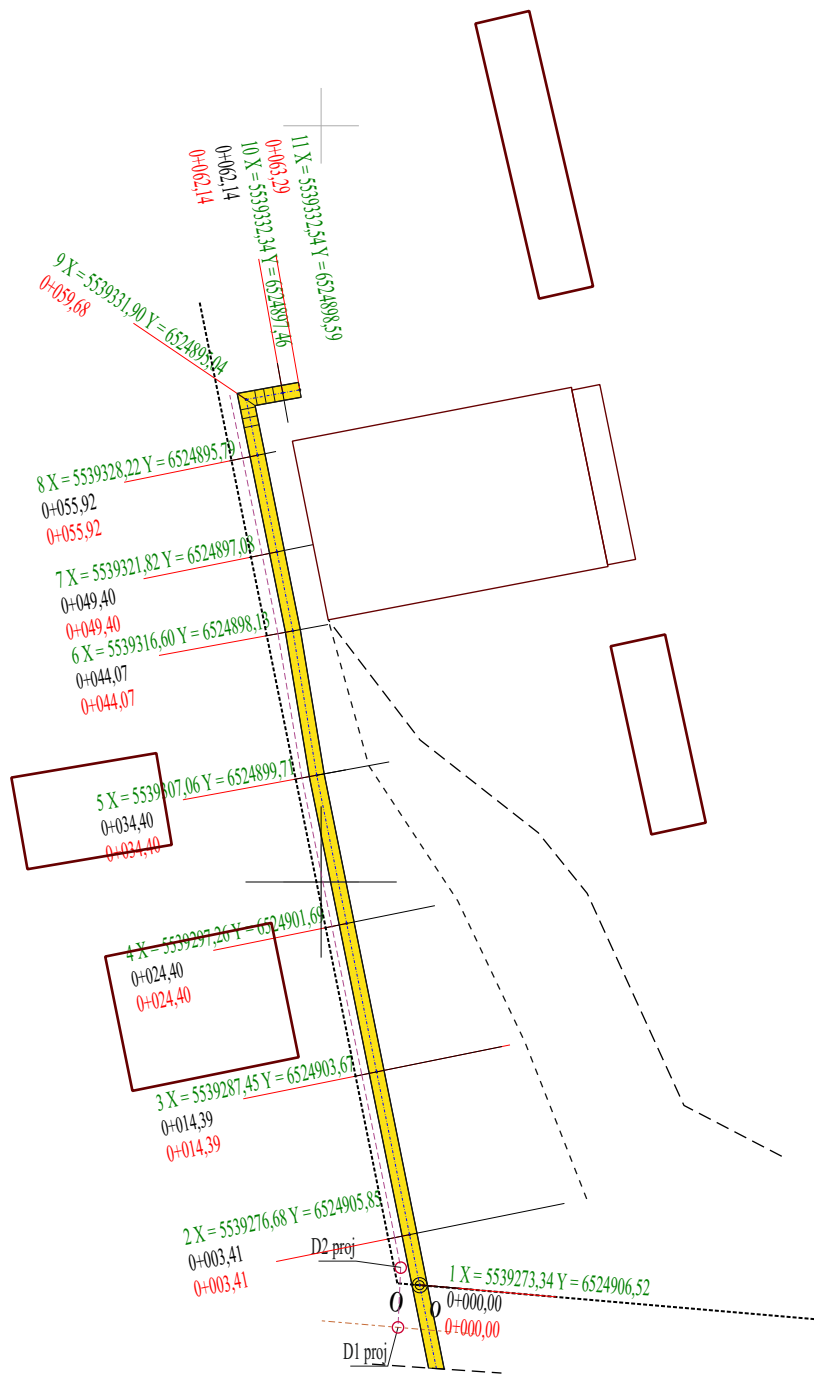 11 X = 5539332,54 Y = 6524898,59
0+063,29
10 X = 5539332,34 Y = 6524897,46
0+062,14
0+062,14
9 X = 5539331,90 Y = 6524895,04
0+059,68
8 X = 5539328,22 Y = 6524895,79
0+055,92
0+055,92
7 X = 5539321,82 Y = 6524897,08
0+049,40
0+049,40
6 X = 5539316,60 Y = 6524898,13
0+044,07
0+044,07
5 X = 5539307,06 Y = 6524899,71
0+034,40
0+034,40
4 X = 5539297,26 Y = 6524901,69
0+024,40
0+024,40
3 X = 5539287,45 Y = 6524903,67
0+014,39
0+014,39
2 X = 5539276,68 Y = 6524905,85
0+003,41
0+003,41
D2 proj
1 X = 5539273,34 Y = 6524906,52
0+000,00
0+000,00
O
O
D1 proj